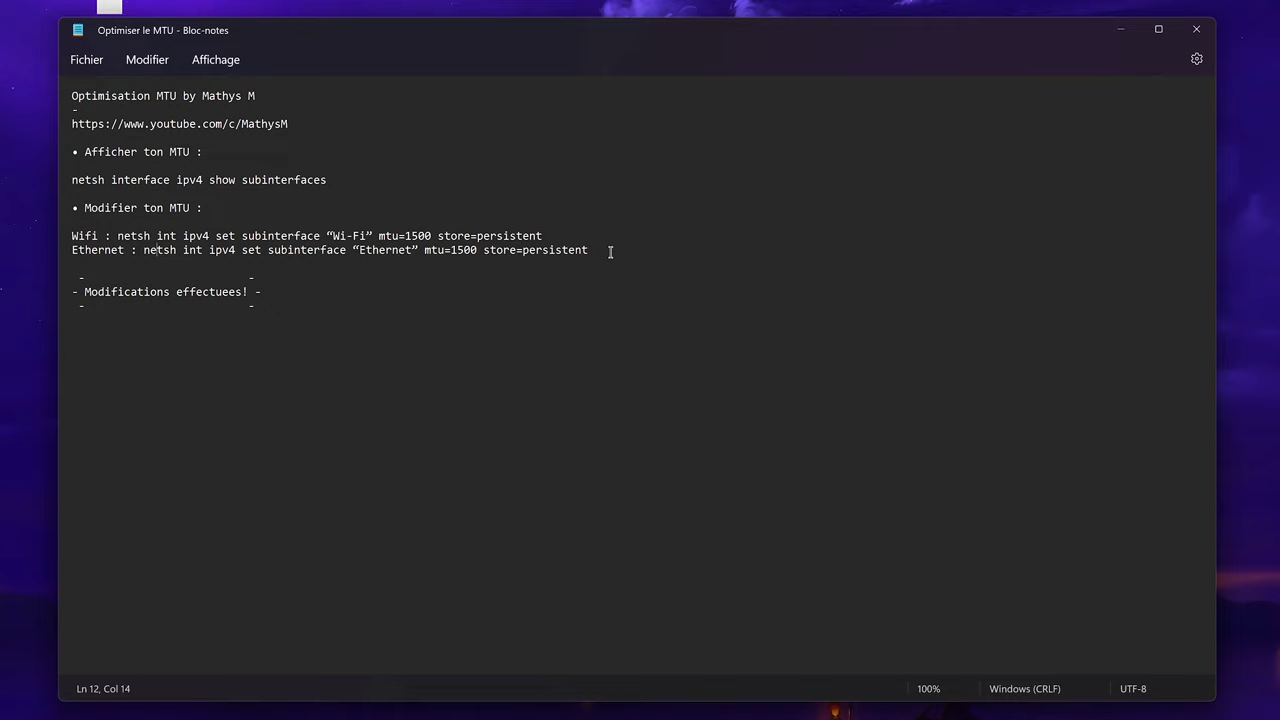 Optimiser le MTU - Bloc-notes
Fichier Modifier Affichage
Optimisation MTU by Mathys M
-
https://www.youtube.com/c/MathysM
• Afficher ton MTU :
netsh interface ipv4 show subinterfaces
• Modifier ton MTU :
Wifi : netsh int ipv4 set subinterface “Wi-Fi” mtu=1500 store=persistent
Ethernet : netsh int ipv4 set subinterface “Ethernet” mtu=1500 store=persistent
- -
- Modifications effectuees! -
- -
Ln 12, Col 14 100% Windows (CRLF) UTF-8